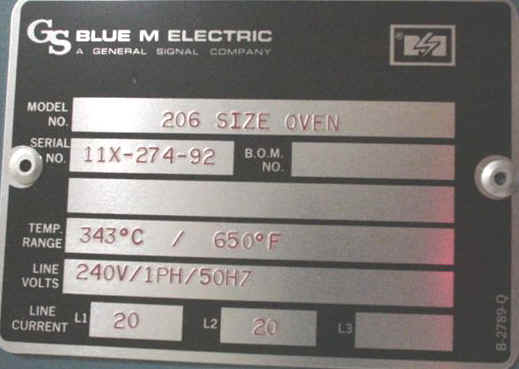 GS BLUE M ELECTRIC
A GENERAL SIGNAL COMPANY
MODEL NO. 206 SIZE OVEN
SERIAL NO. 11X-274-92 B.O.M. NO.
TEMP. RANGE 343°C / 650°F
LINE VOLTS 240V/1PH/50HZ
LINE CURRENT L1 20 L2 20 L3
B-2789-Q